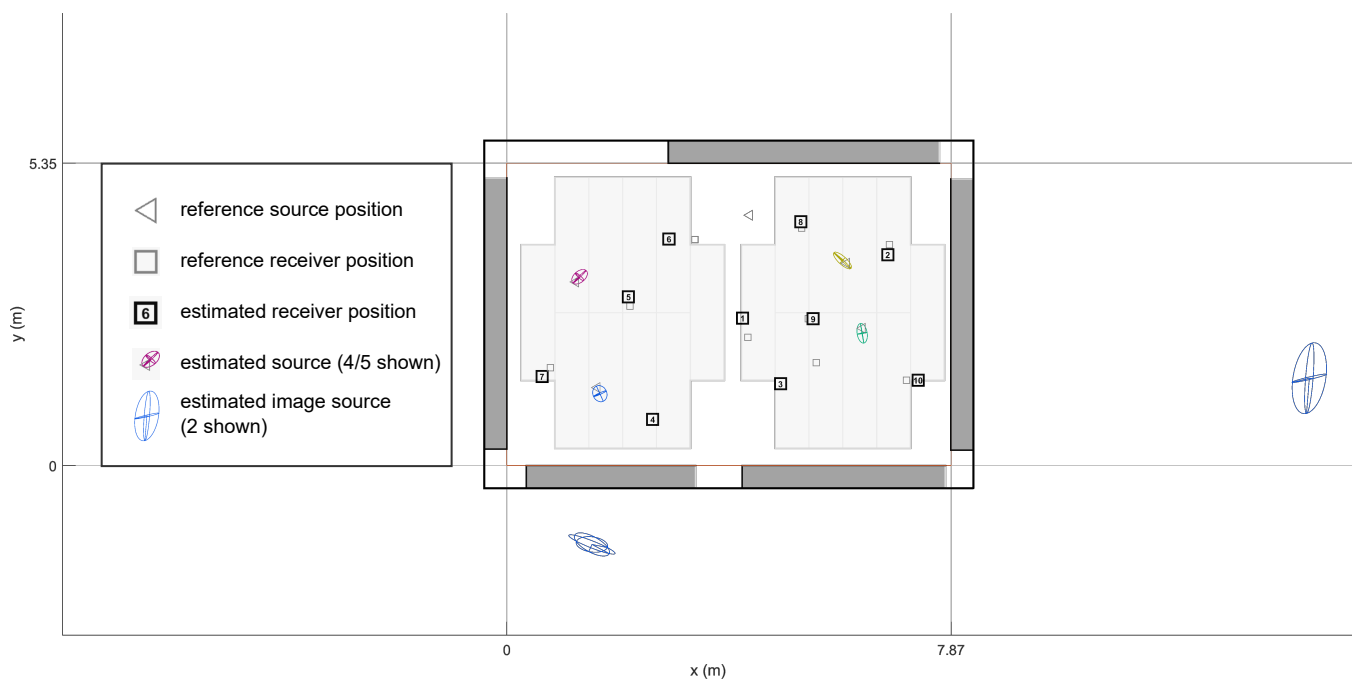 5.35
reference source position
reference receiver position
6 estimated receiver position
estimated source (4/5 shown)
estimated image source
(2 shown)
8
6
2
5
1
9
7
3
10
4
y (m)
0
0
7.87
x (m)